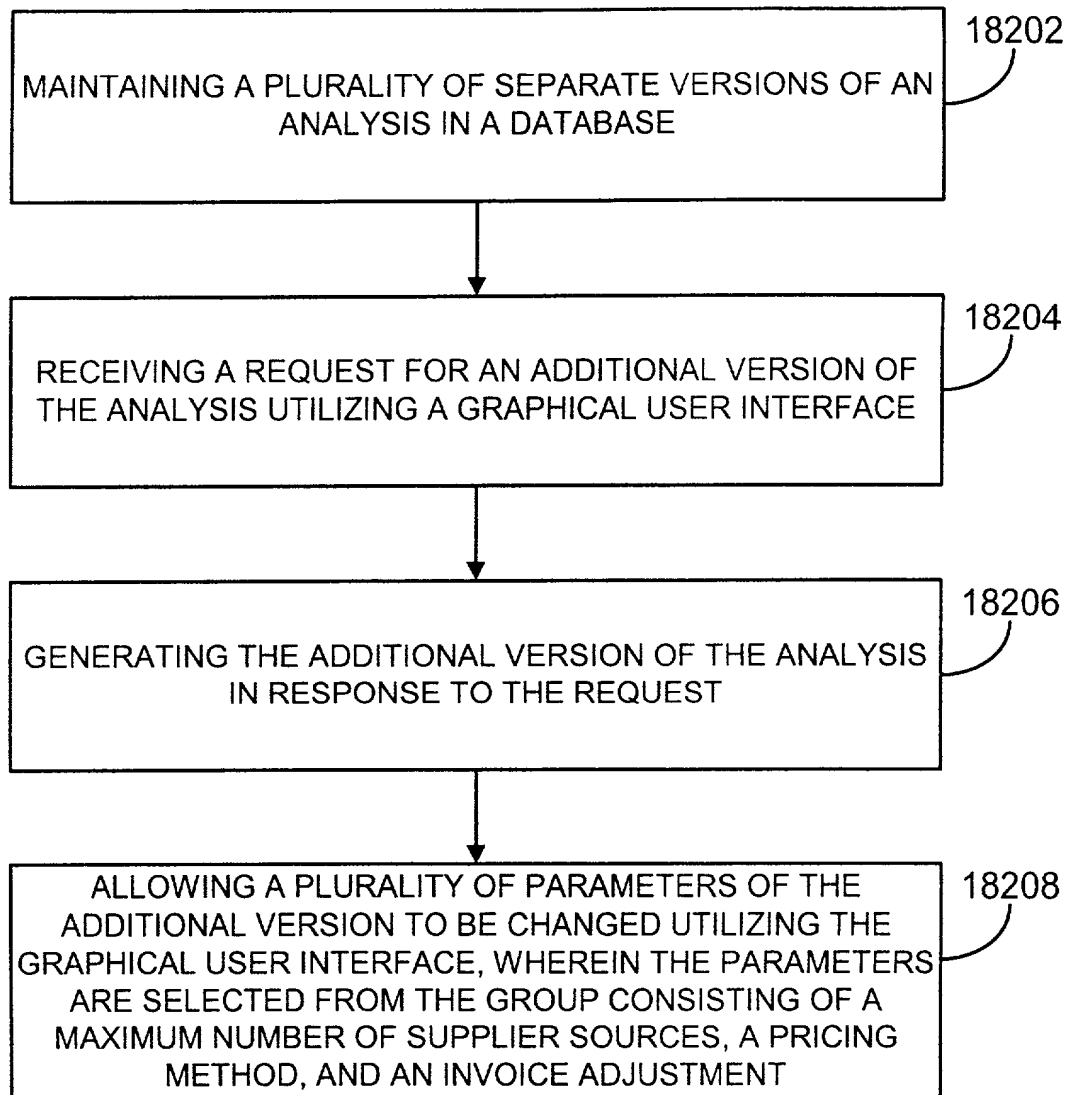 18202
MAINTAINING A PLURALITY OF SEPARATE VERSIONS OF AN
ANALYSIS IN A DATABASE
18204
RECEIVING A REQUEST FOR AN ADDITIONAL VERSION OF
THE ANALYSIS UTILIZING A GRAPHICAL USER INTERFACE
18206
GENERATING THE ADDITIONAL VERSION OF THE ANALYSIS
IN RESPONSE TO THE REQUEST
18208
ALLOWING A PLURALITY OF PARAMETERS OF THE
ADDITIONAL VERSION TO BE CHANGED UTILIZING THE
GRAPHICAL USER INTERFACE, WHEREIN THE PARAMETERS
ARE SELECTED FROM THE GROUP CONSISTING OF A
MAXIMUM NUMBER OF SUPPLIER SOURCES, A PRICING
METHOD, AND AN INVOICE ADJUSTMENT